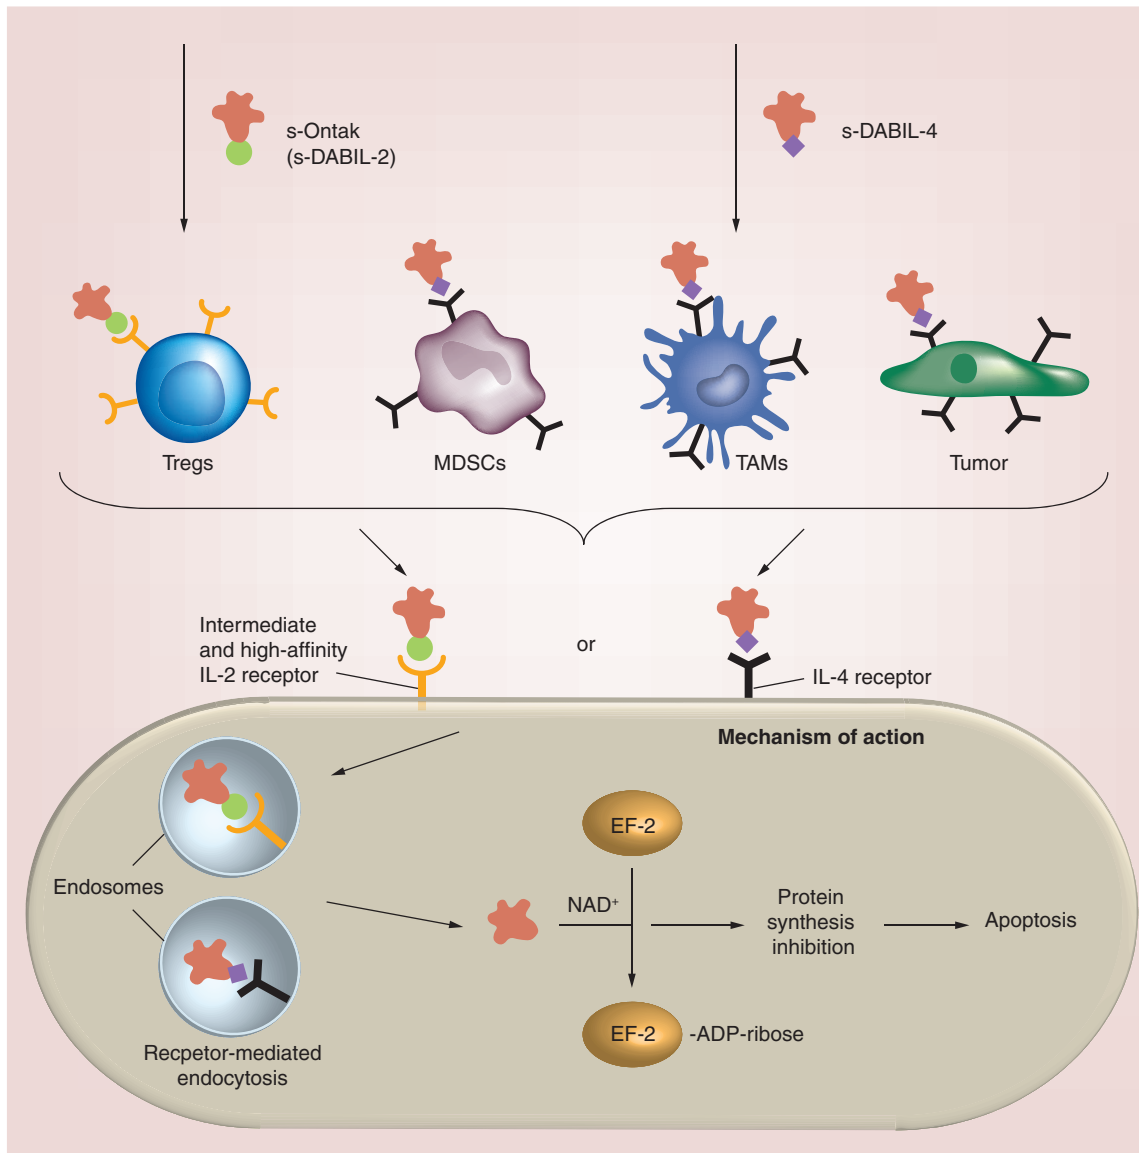 s-Ontak
(s-DABIL-2)
s-DABIL-4
Tregs
MDSCs
TAMs
Tumor
Intermediate
and high-affinity
IL-2 receptor
or
IL-4 receptor
Mechanism of action
EF-2
Endosomes
NAD⁺
Protein
synthesis
inhibition
Apoptosis
EF-2
-ADP-ribose
Recpetor-mediated
endocytosis